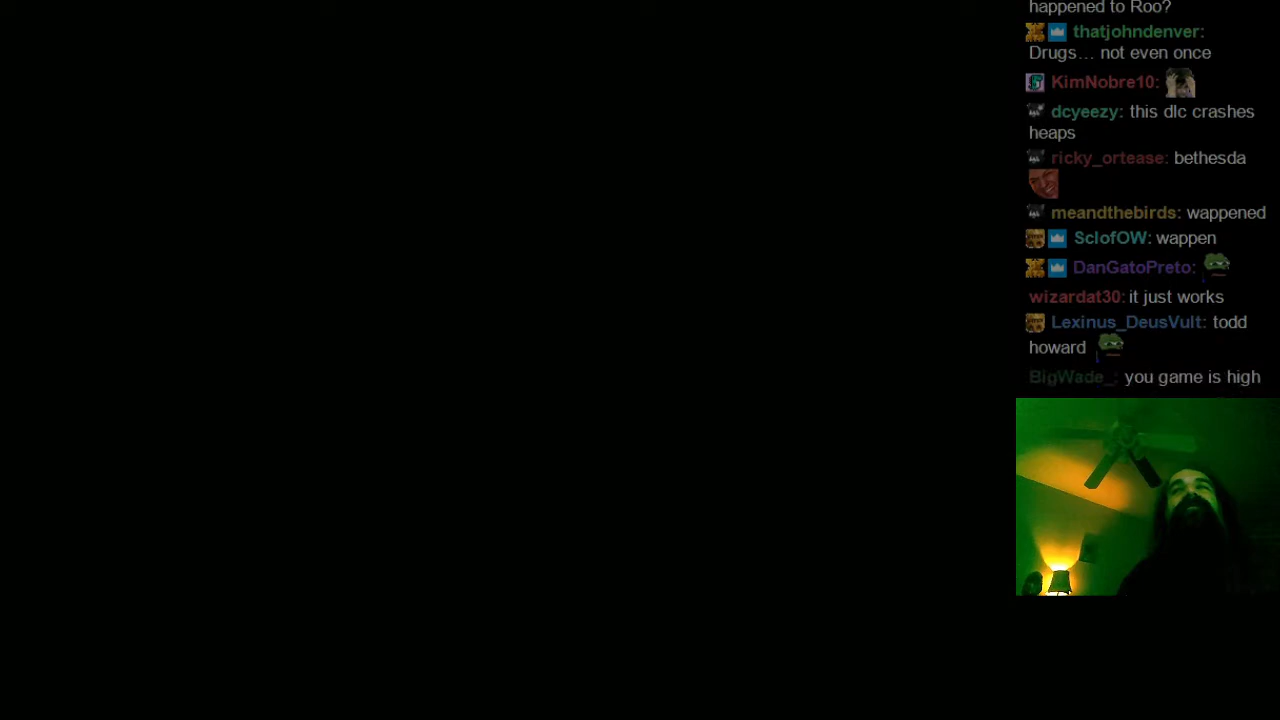 happened to Roo?
thatjohndenver:
Drugs... not even once
KimNobre10:
dcyeezy: this dlc crashes
heaps
ricky_ortease: bethesda
meandthebirds: wappened
SclofOW: wappen
DanGatoPreto:
wizardat30: it just works
Lexinus_DeusVult: todd
howard
BigWade_: you game is high